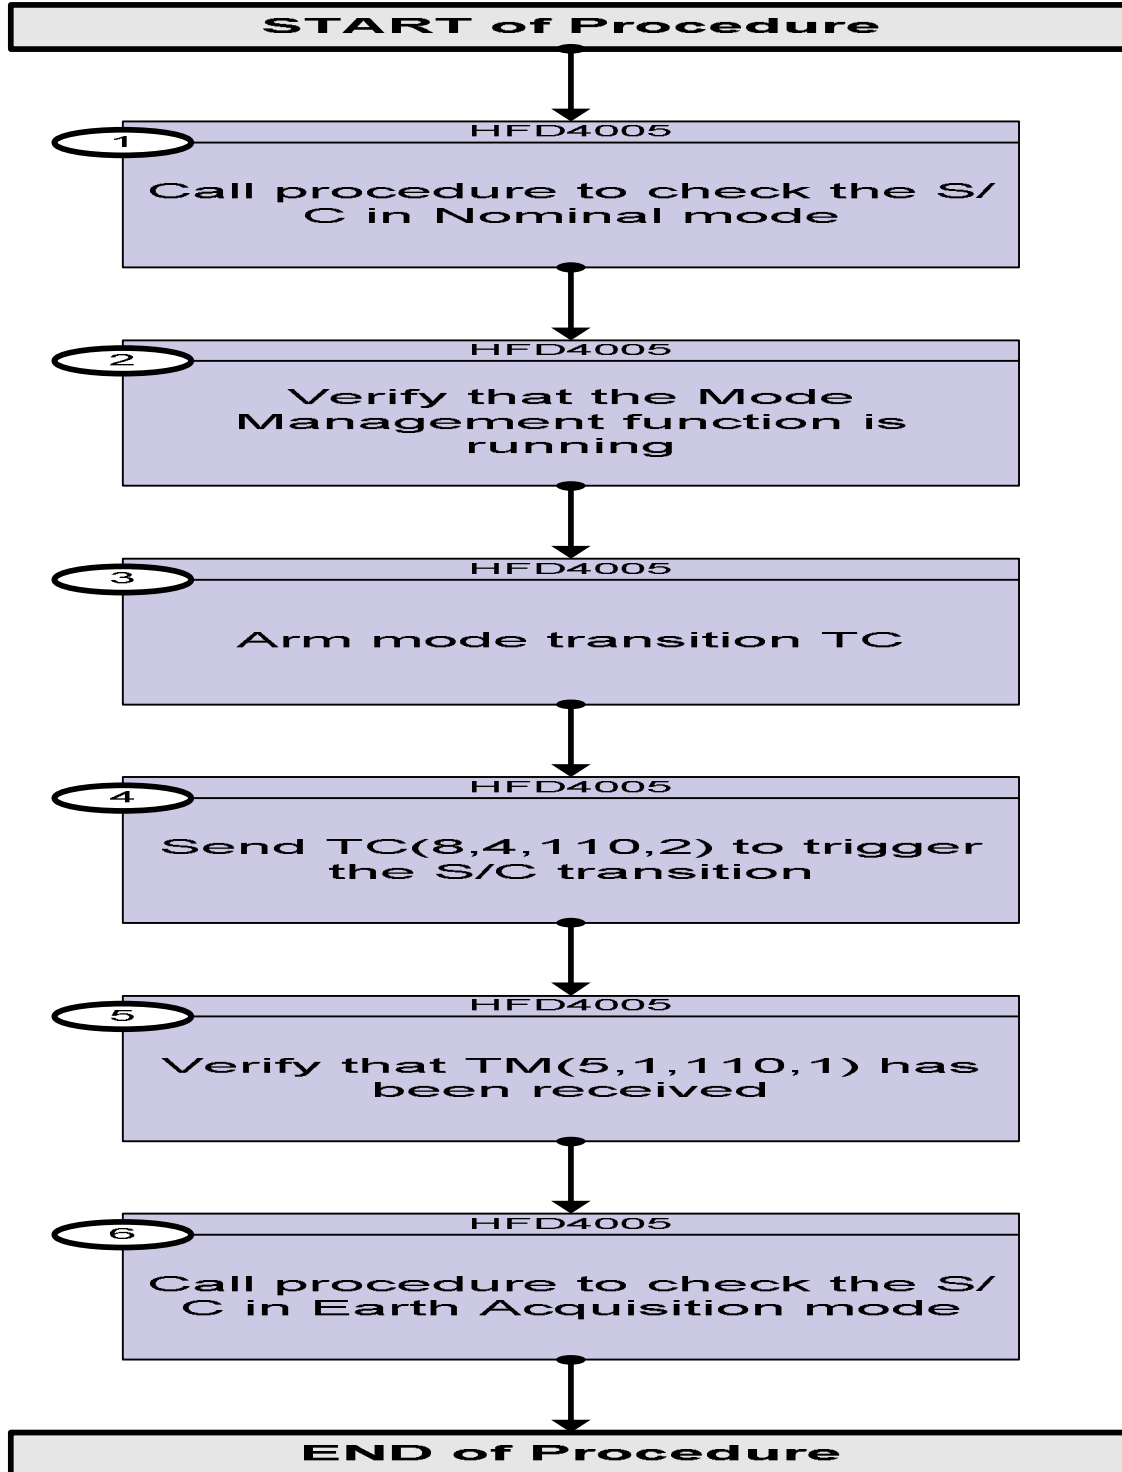 START of Procedure
HFD4005
1
Call procedure to check the S/
C in Nominal mode
HFD4005
2
Verify that the Mode
Management function is
running
HFD4005
3
Arm mode transition TC
HFD4005
4
Send TC(8,4,110,2) to trigger
the S/C transition
HFD4005
5
Verify that TM(5,1,110,1) has
been received
HFD4005
6
Call procedure to check the S/
C in Earth Acquisition mode
END of Procedure